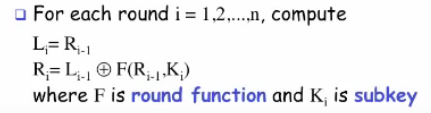 For each round i = 1,2,...,n, compute
Lᵢ= Rᵢ₋₁
Rᵢ= Lᵢ₋₁ ⊕ F(Rᵢ₋₁,Kᵢ)
where F is round function and Kᵢ is subkey